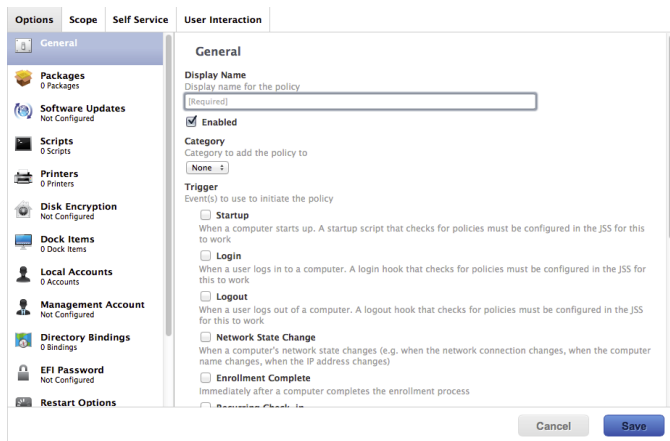 Options Scope Self Service User Interaction
General
Packages
0 Packages
Software Updates
Not Configured
Scripts
0 Scripts
Printers
0 Printers
Disk Encryption
Not Configured
Dock Items
0 Dock Items
Local Accounts
0 Accounts
Management Account
Not Configured
Directory Bindings
0 Bindings
EFI Password
Not Configured
Restart Options
General
Display Name
Display name for the policy
[Required]
Enabled
Category
Category to add the policy to
None
Trigger
Event(s) to use to initiate the policy
Startup
When a computer starts up. A startup script that checks for policies must be configured in the JSS for this
to work
Login
When a user logs in to a computer. A login hook that checks for policies must be configured in the JSS for
this to work
Logout
When a user logs out of a computer. A logout hook that checks for policies must be configured in the JSS
for this to work
Network State Change
When a computer's network state changes (e.g. when the network connection changes, when the computer
name changes, when the IP address changes)
Enrollment Complete
Immediately after a computer completes the enrollment process
Recurring Check-in
Cancel Save